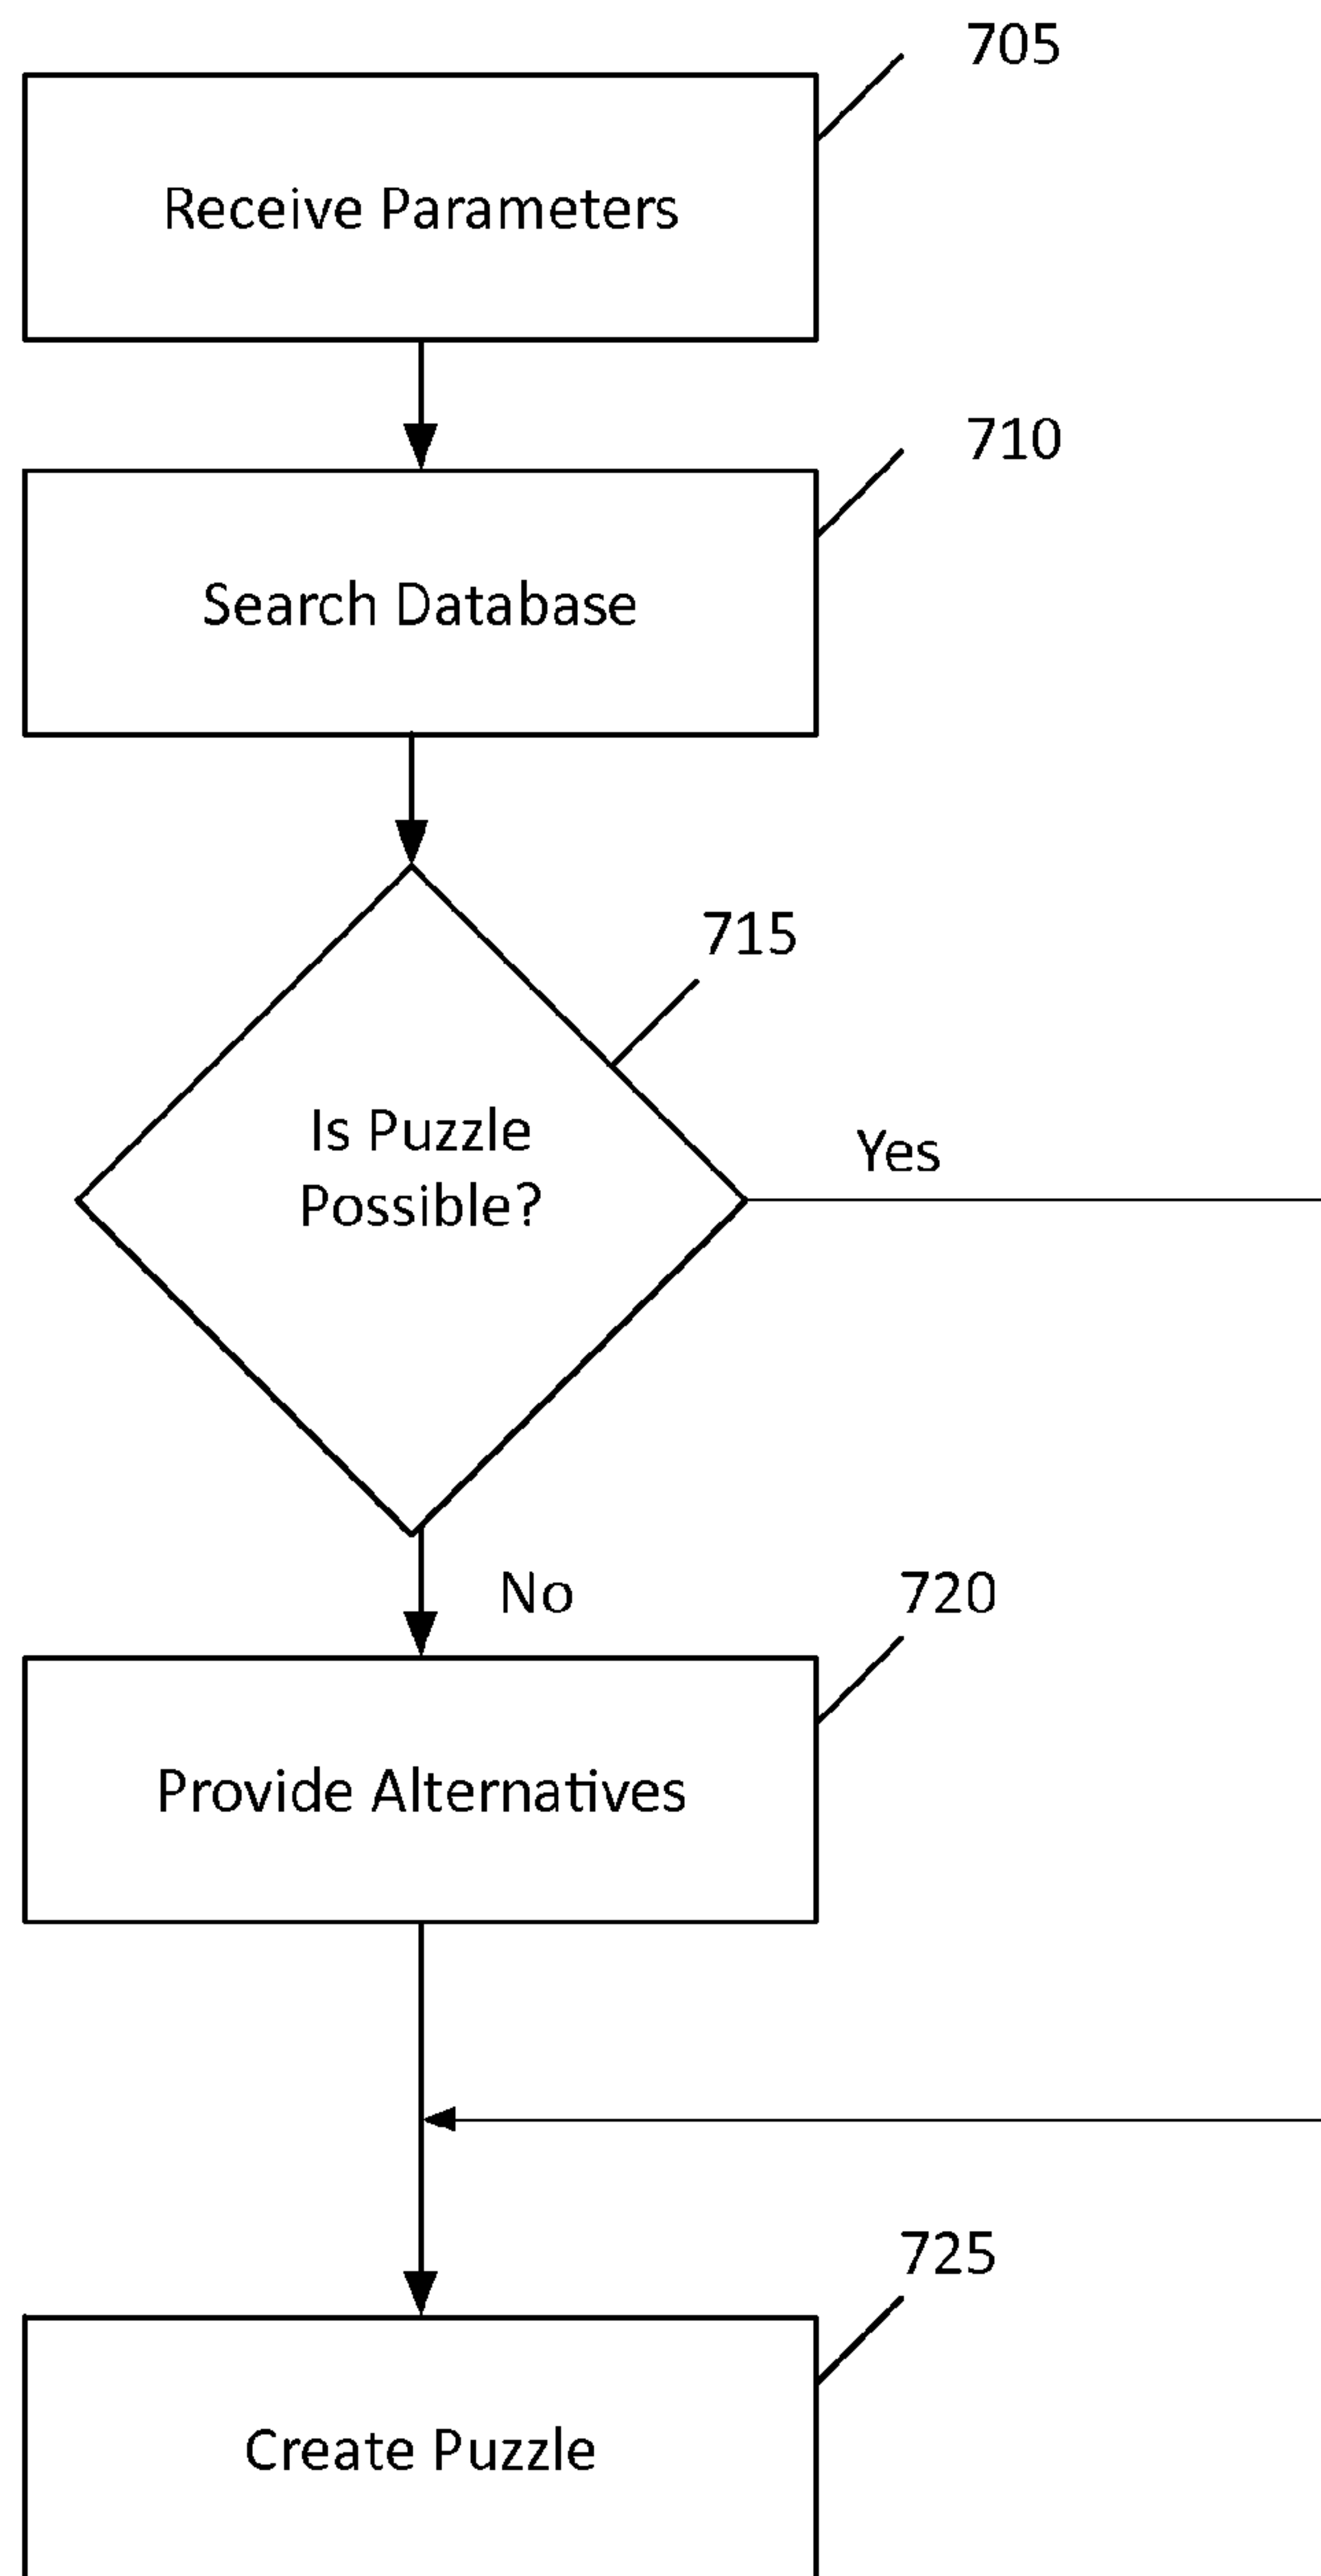 705
Receive Parameters
710
Search Database
715
Is Puzzle
Possible?
Yes
No
720
Provide Alternatives
725
Create Puzzle